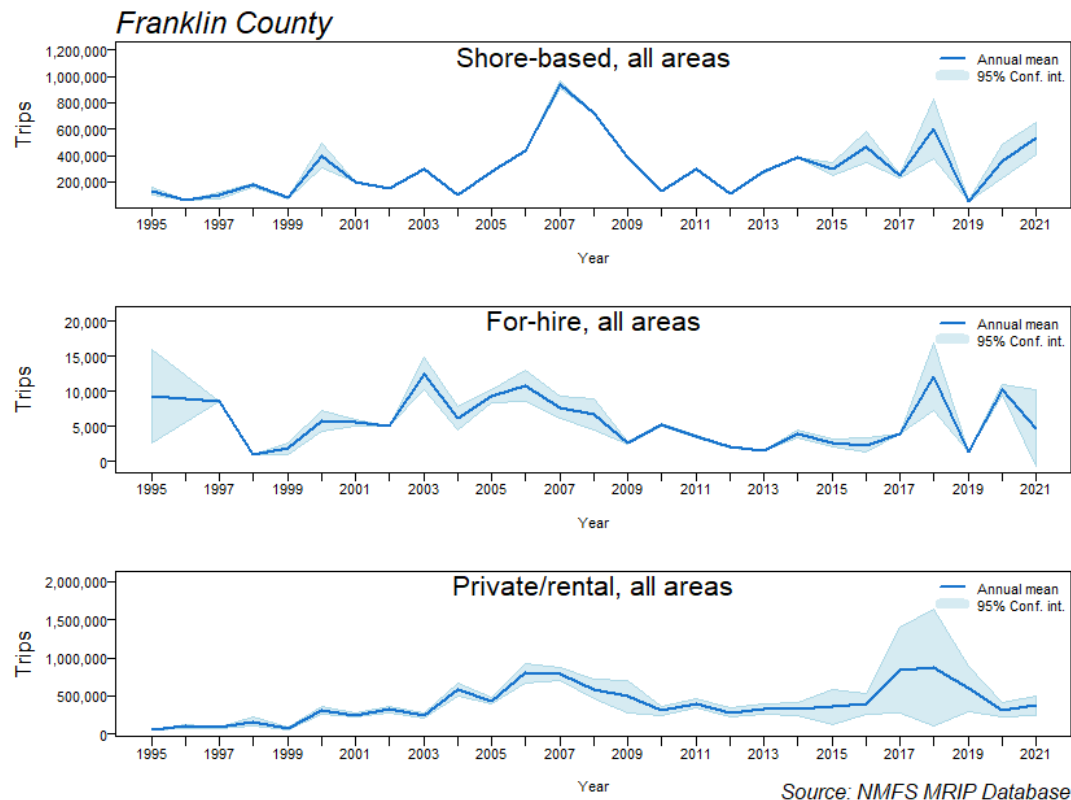 Franklin County
Shore-based, all areas
Annual mean
95% Conf. int.
Trips
1,200,000
1,000,000
800,000
600,000
400,000
200,000
1995 1997 1999 2001 2003 2005 2007 2009 2011 2013 2015 2017 2019 2021
Year
For-hire, all areas
Annual mean
95% Conf. int.
Trips
20,000
15,000
10,000
5,000
0
1995 1997 1999 2001 2003 2005 2007 2009 2011 2013 2015 2017 2019 2021
Year
Private/rental, all areas
Annual mean
95% Conf. int.
Trips
2,000,000
1,500,000
1,000,000
500,000
0
1995 1997 1999 2001 2003 2005 2007 2009 2011 2013 2015 2017 2019 2021
Year
Source: NMFS MRIP Database